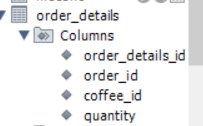 order_details
Columns
order_details_id
order_id
coffee_id
quantity